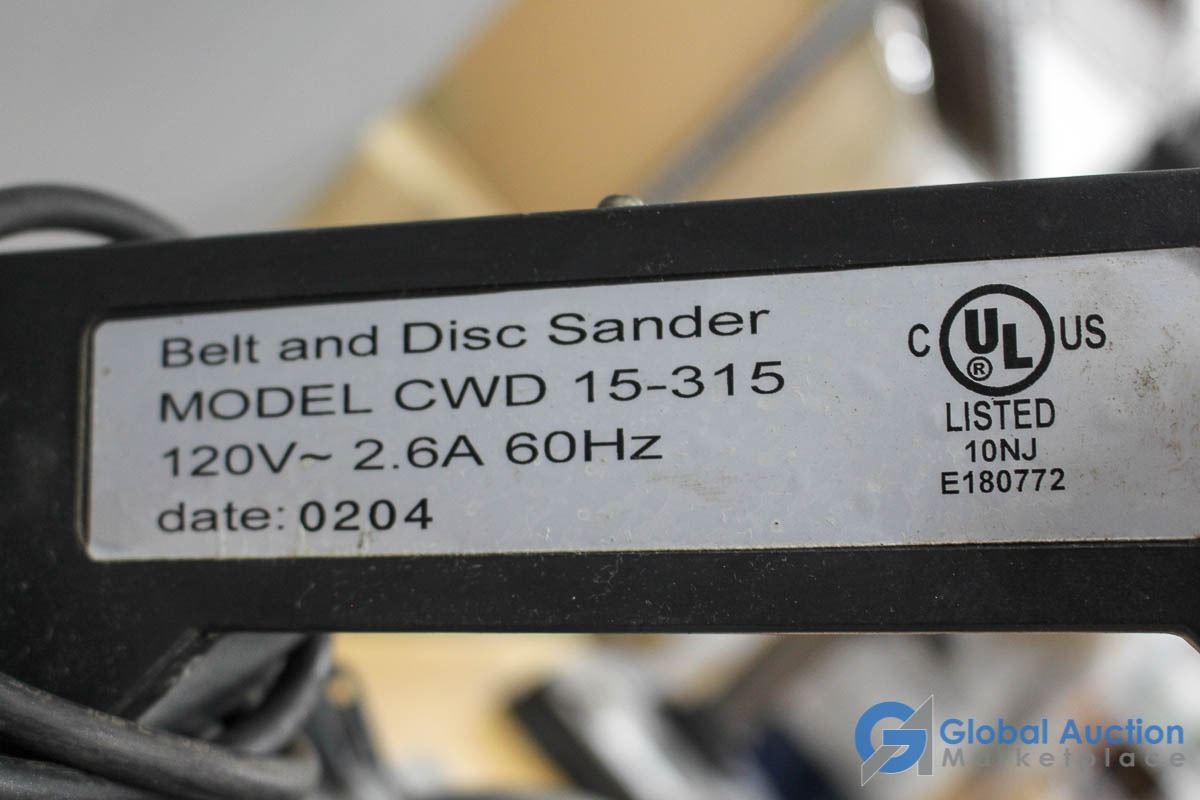 Belt and Disc Sander
MODEL CWD 15-315
120V~ 2.6A 60Hz
date: 0204
C UL US
®
LISTED
10NJ
E180772
Global Auction
Marketplace